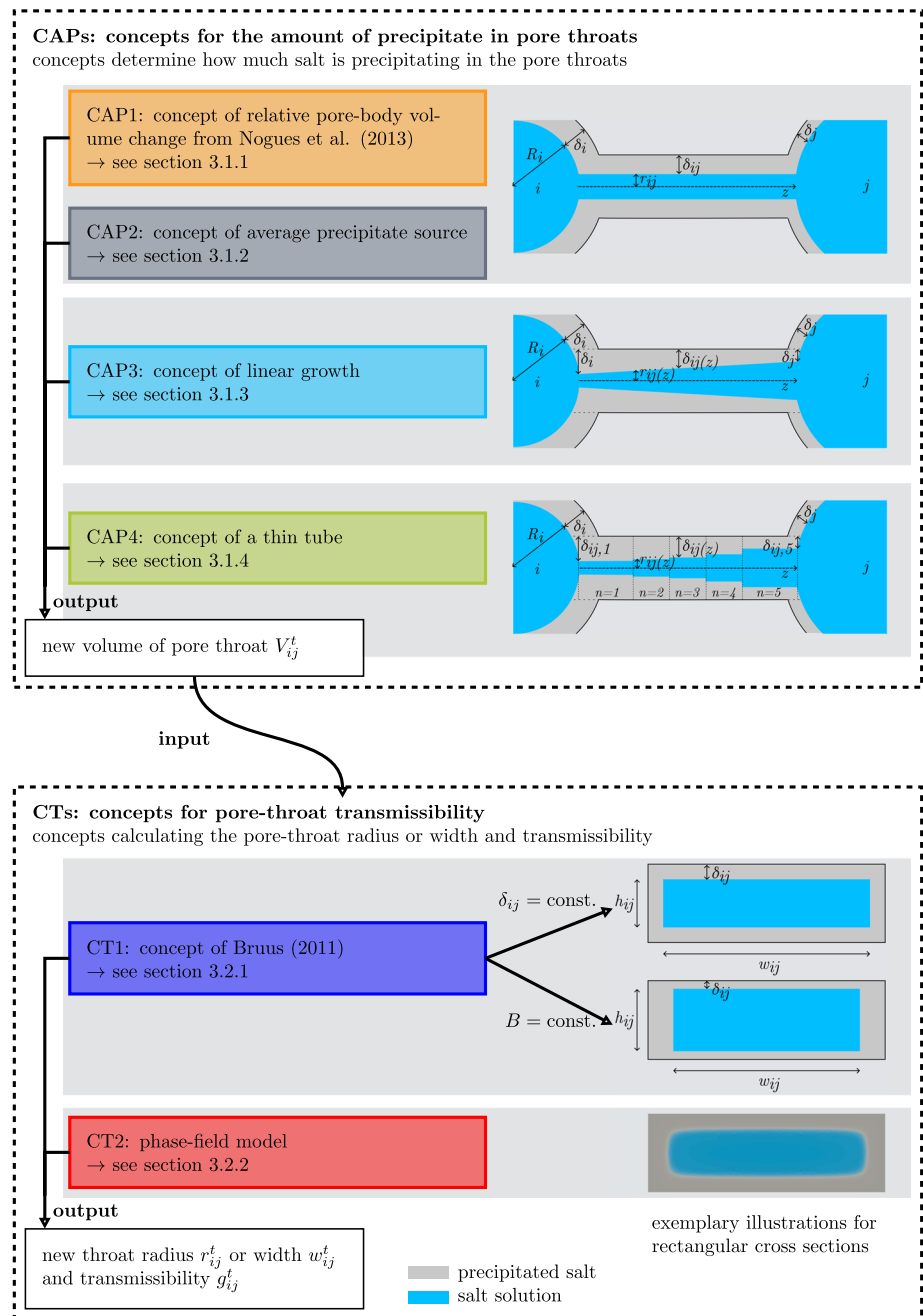 CAPs: concepts for the amount of precipitate in pore throats
concepts determine how much salt is precipitating in the pore throats
CAP1: concept of relative pore-body vol-
ume change from Nogues et al. (2013)
→ see section 3.1.1
R_i
δ_i
δ_ij
δ_j
i
r_ij
z
j
CAP2: concept of average precipitate source
→ see section 3.1.2
CAP3: concept of linear growth
→ see section 3.1.3
R_i
δ_i
δ_i
δ_ij(z)
δ_j
δ_j
i
r_ij(z)
z
j
CAP4: concept of a thin tube
→ see section 3.1.4
R_i
δ_i
δ_ij,1
δ_ij(z)
δ_ij,5
δ_j
i
r_ij(z)
z
j
n=1 n=2 n=3 n=4 n=5
output
new volume of pore throat V_ij^t
input
CTs: concepts for pore-throat transmissibility
concepts calculating the pore-throat radius or width and transmissibility
CT1: concept of Bruus (2011)
→ see section 3.2.1
δ_ij = const.
h_ij
δ_ij
w_ij
B = const.
h_ij
δ_ij
w_ij
CT2: phase-field model
→ see section 3.2.2
output
new throat radius r_ij^t or width w_ij^t
and transmissibility g_ij^t
exemplary illustrations for
rectangular cross sections
precipitated salt
salt solution